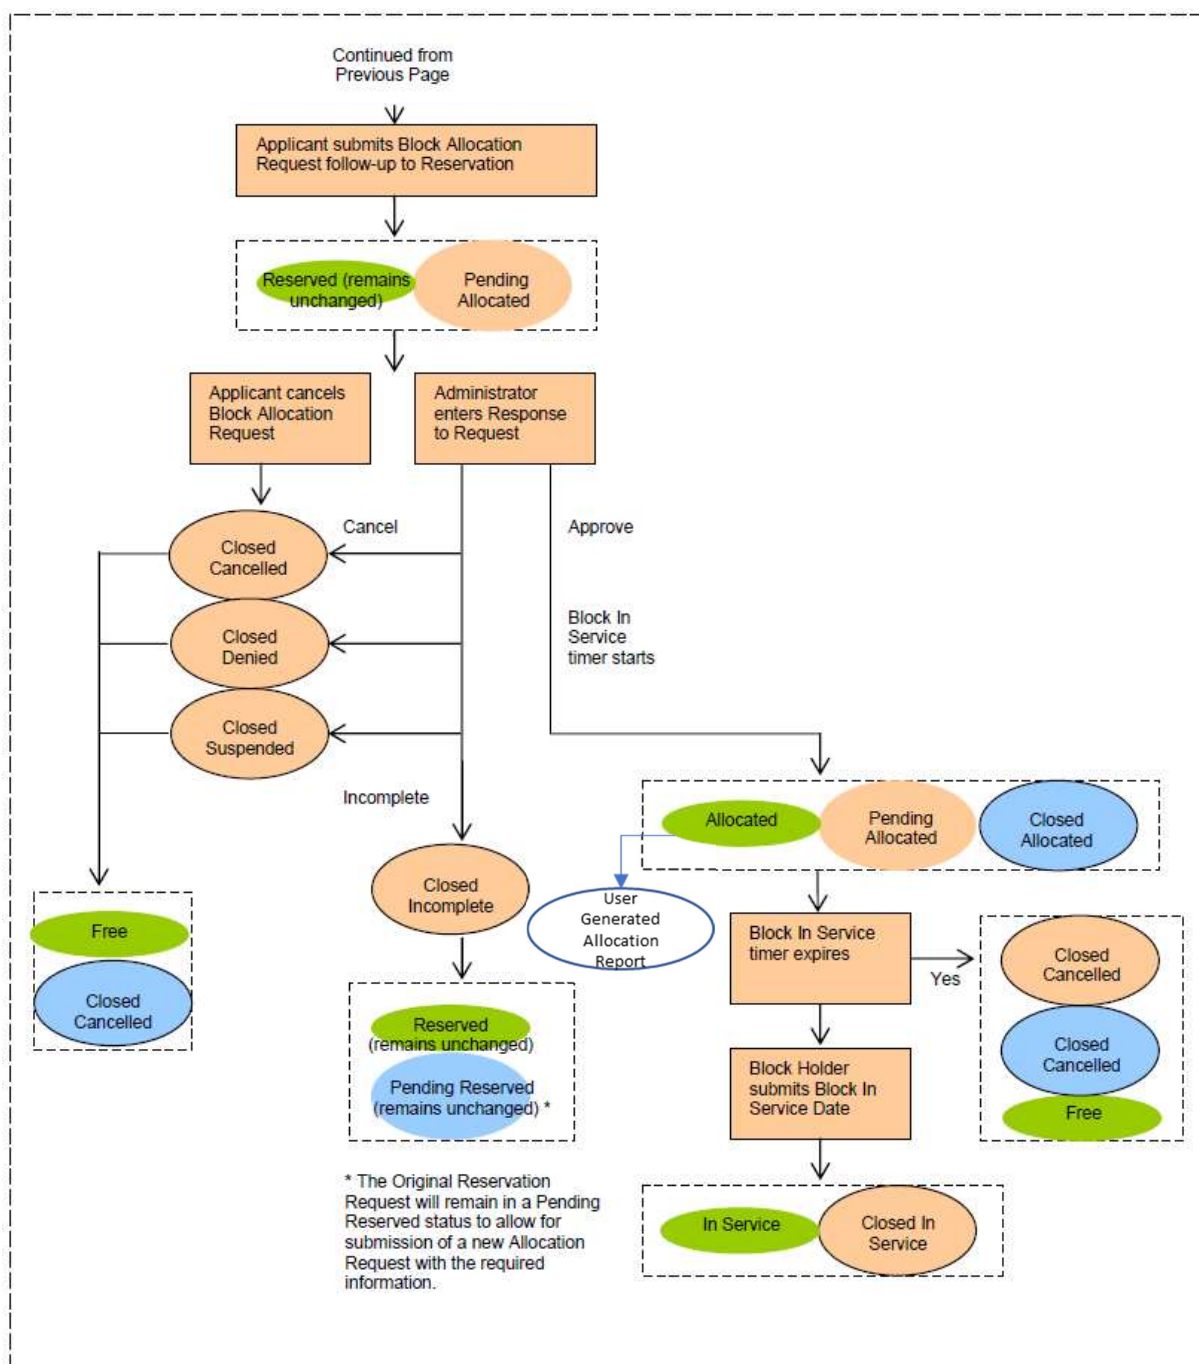 Continued from
Previous Page
Applicant submits Block Allocation
Request follow-up to Reservation
Reserved (remains
unchanged)
Pending
Allocated
Applicant cancels
Block Allocation
Request
Administrator
enters Response
to Request
Cancel
Approve
Closed
Cancelled
Block In
Service
timer starts
Closed
Denied
Closed
Suspended
Incomplete
Allocated
Pending
Allocated
Closed
Allocated
Closed
Incomplete
User
Generated
Allocation
Report
Free
Closed
Cancelled
Block In Service
timer expires
Yes
Closed
Cancelled
Closed
Cancelled
Free
Reserved
(remains unchanged)
Pending Reserved
(remains unchanged) *
Block Holder
submits Block In
Service Date
* The Original Reservation
Request will remain in a Pending
Reserved status to allow for
submission of a new Allocation
Request with the required
information.
In Service
Closed In
Service